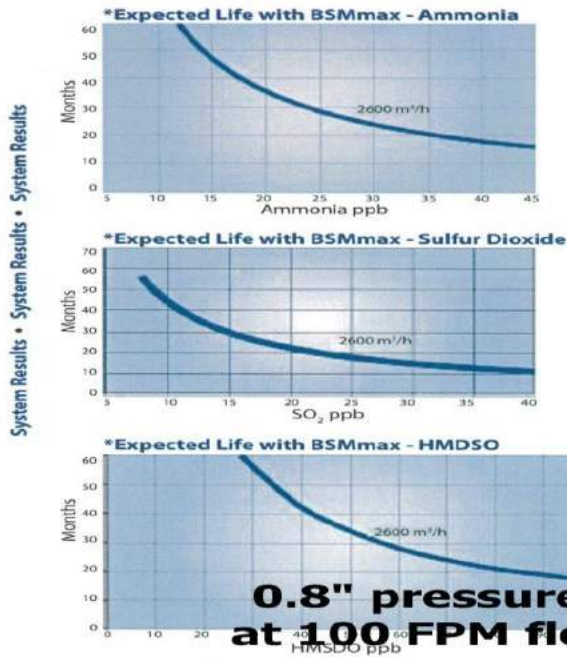 System Results • System Results • System Results
*Expected Life with BSMmax - Ammonia
Months
60
50
40
30
20
10
0
2600 m³/h
5 10 15 20 25 30 35 40 45
Ammonia ppb
*Expected Life with BSMmax - Sulfur Dioxide
Months
70
60
50
40
30
20
10
0
2600 m³/h
5 10 15 20 25 30 35 40
SO₂ ppb
*Expected Life with BSMmax - HMDSO
Months
60
50
40
30
20
10
0
2600 m³/h
0 10 20
HMSDO ppb
0.8" pressure
at 100 FPM